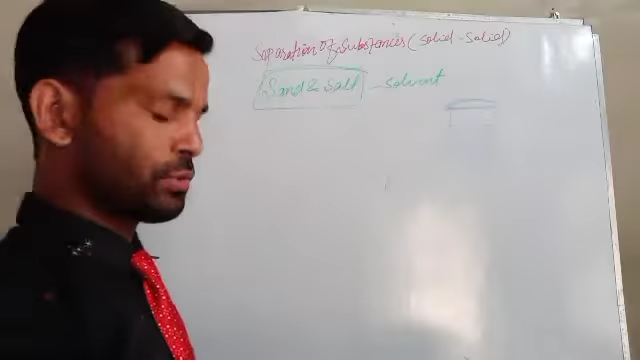 Separation of Substances (Solid-Solid)
Sand & Salt - Solvent